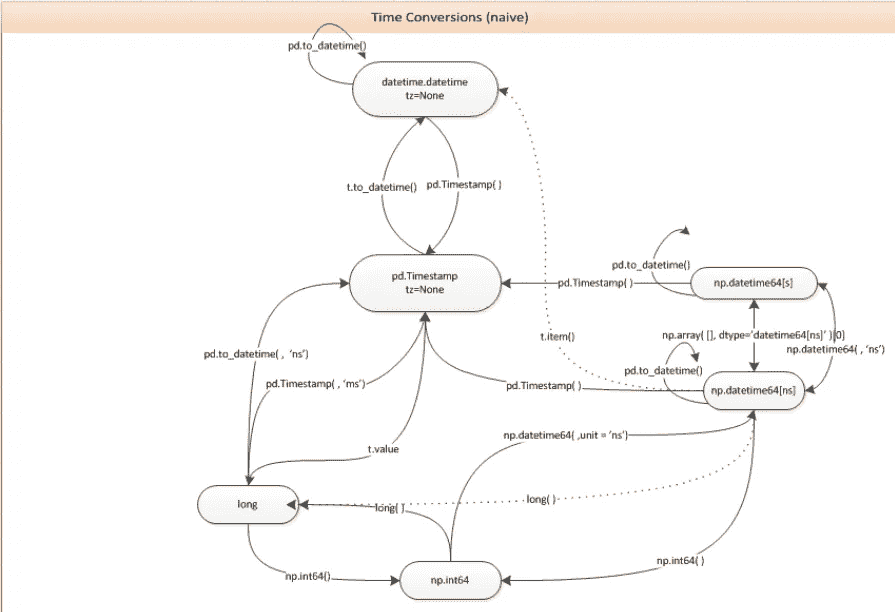 Time Conversions (naive)
pd.to_datetime()
datetime.datetime
tz=None
t.to_datetime()
pd.Timestamp( )
pd.to_datetime()
pd.Timestamp
tz=None
pd.Timestamp( )
np.datetime64[s]
t.item()
np.array( [], dtype='datetime64[ns]' )[0]
np.datetime64( , 'ns')
pd.to_datetime( , 'ns')
pd.to_datetime()
pd.Timestamp( , 'ms')
pd.Timestamp( )
np.datetime64[ns]
np.datetime64( ,unit = 'ns')
t.value
long
long( )
long( )
np.int64()
np.int64
np.int64( )